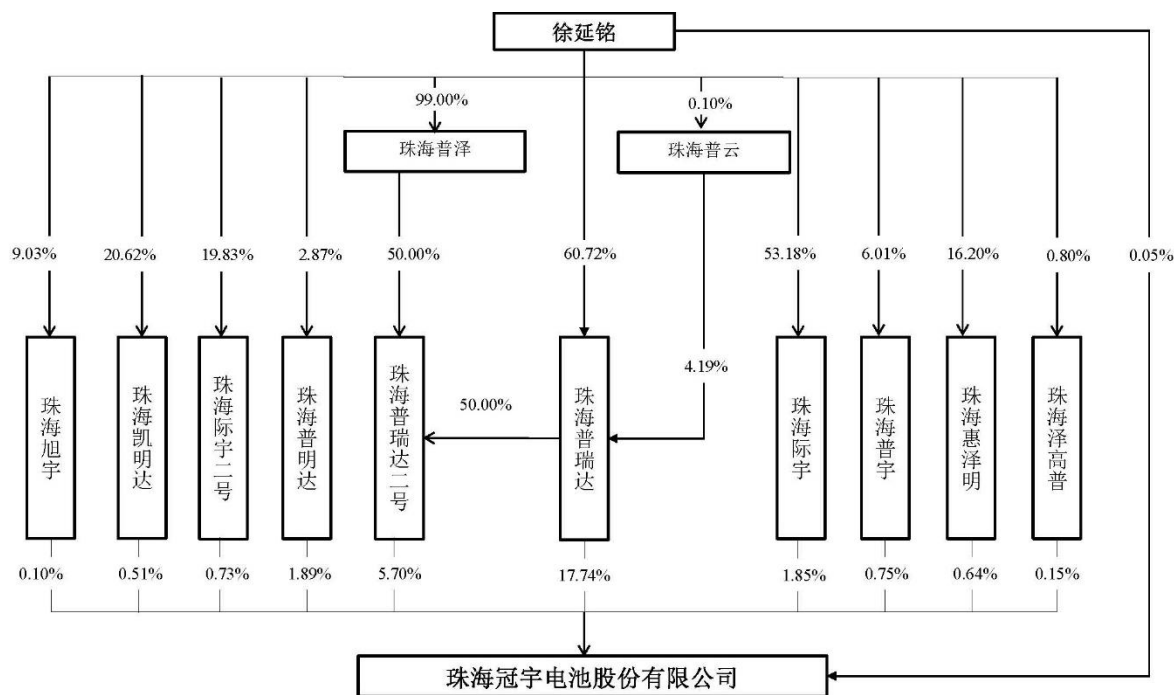 徐延铭
99.00%
0.10%
珠海普泽
珠海普云
9.03%
20.62%
19.83%
2.87%
50.00%
60.72%
53.18%
6.01%
16.20%
0.80%
0.05%
4.19%
50.00%
珠海旭宇
珠海凯明达
珠海际宇二号
珠海普明达
珠海普瑞达二号
珠海普瑞达
珠海际宇
珠海普宇
珠海惠泽明
珠海泽高普
0.10%
0.51%
0.73%
1.89%
5.70%
17.74%
1.85%
0.75%
0.64%
0.15%
珠海冠宇电池股份有限公司